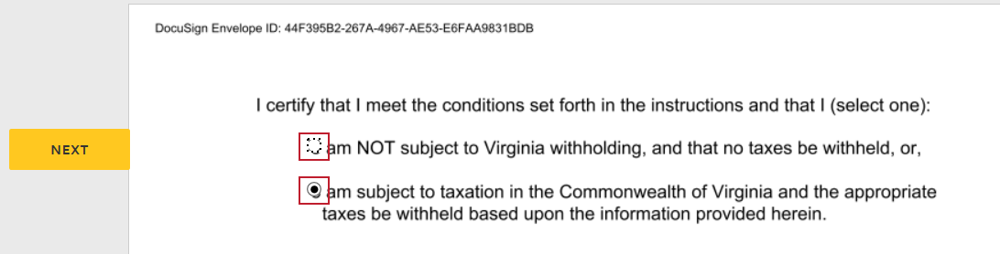 DocuSign Envelope ID: 44F395B2-267A-4967-AE53-E6FAA9831BDB
I certify that I meet the conditions set forth in the instructions and that I (select one):
NEXT
am NOT subject to Virginia withholding, and that no taxes be withheld, or,
am subject to taxation in the Commonwealth of Virginia and the appropriate
taxes be withheld based upon the information provided herein.